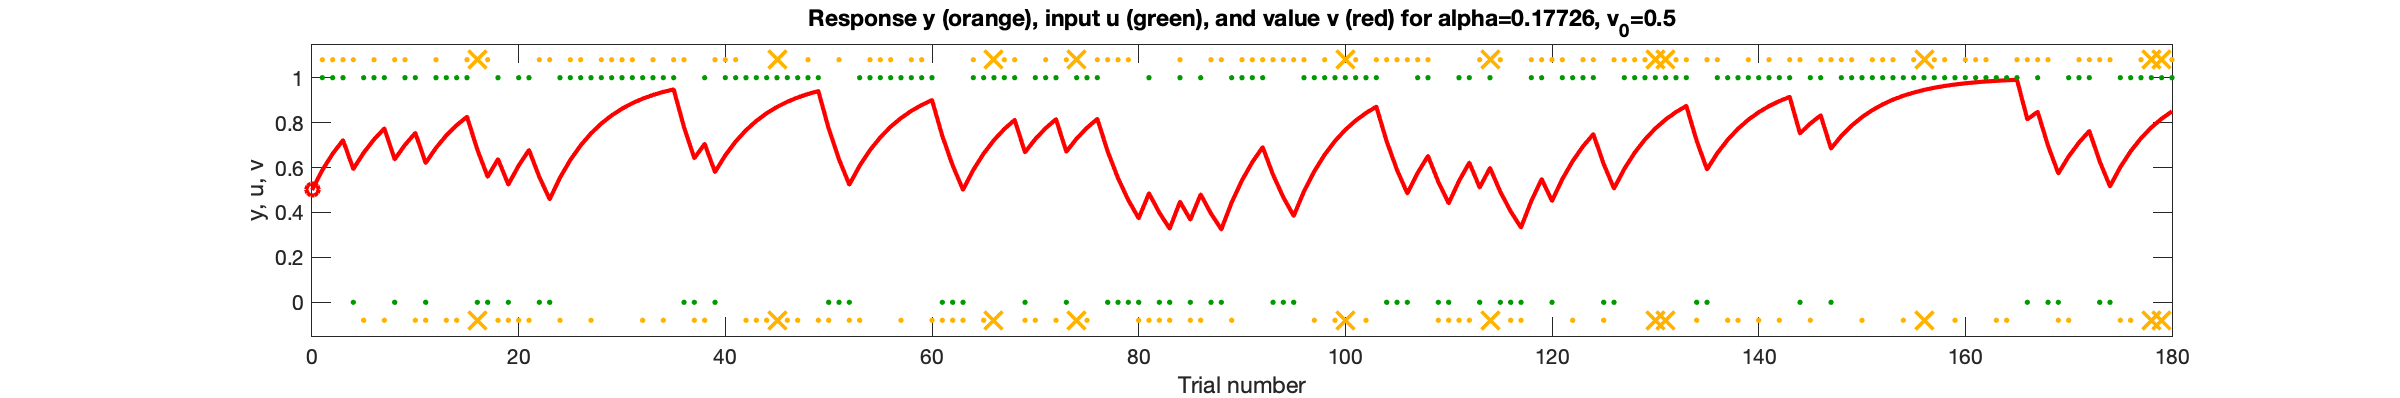 Response y (orange), input u (green), and value v (red) for alpha=0.17726, v_0=0.5
y, u, v
1
0.8
0.6
0.4
0.2
0
0 20 40 60 80 100 120 140 160 180
Trial number